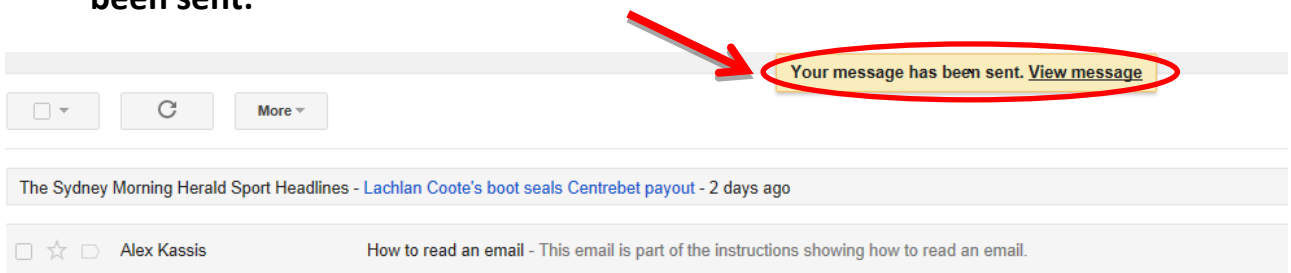 been sent.
Your message has been sent. View message
More
The Sydney Morning Herald Sport Headlines - Lachlan Coote's boot seals Centrebet payout - 2 days ago
Alex Kassis How to read an email - This email is part of the instructions showing how to read an email.